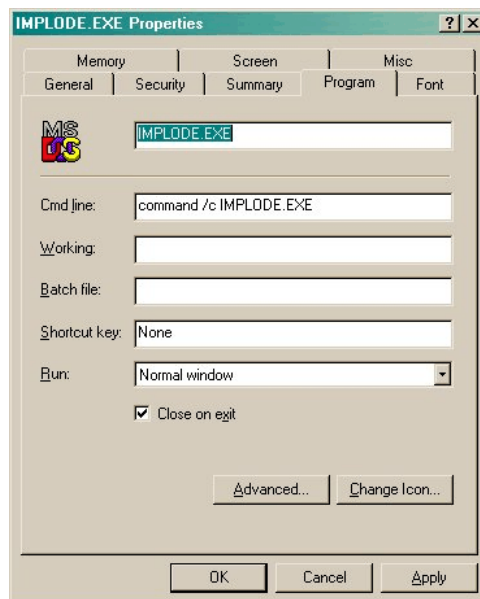 IMPLODE.EXE Properties
Memory Screen Misc
General Security Summary Program Font
MS DOS
IMPLODE.EXE
Cmd line: command /c IMPLODE.EXE
Working:
Batch file:
Shortcut key: None
Run: Normal window
Close on exit
Advanced... Change Icon...
OK Cancel Apply